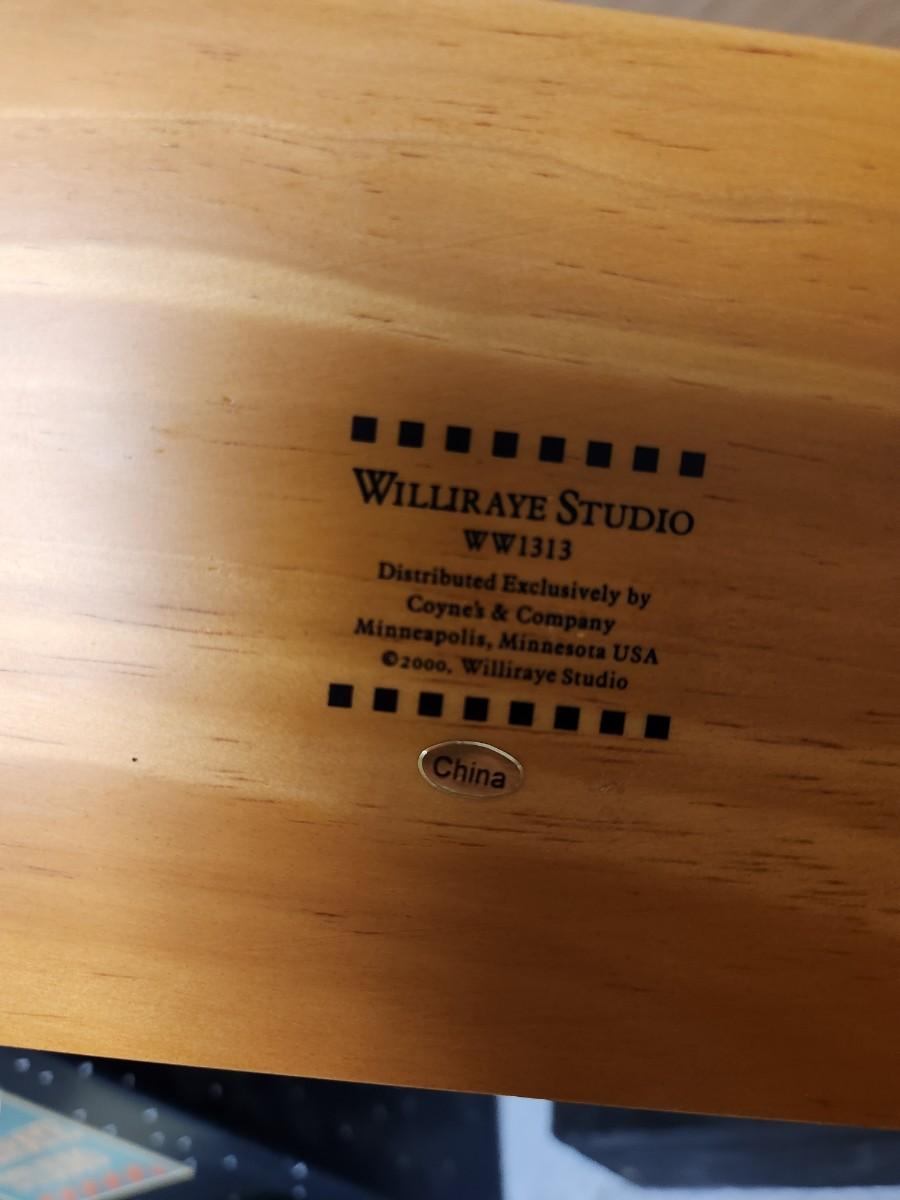 WILLIRAYE STUDIO
WW1313
Distributed Exclusively by
Coyne's & Company
Minneapolis, Minnesota USA
©2000, Williraye Studio
China